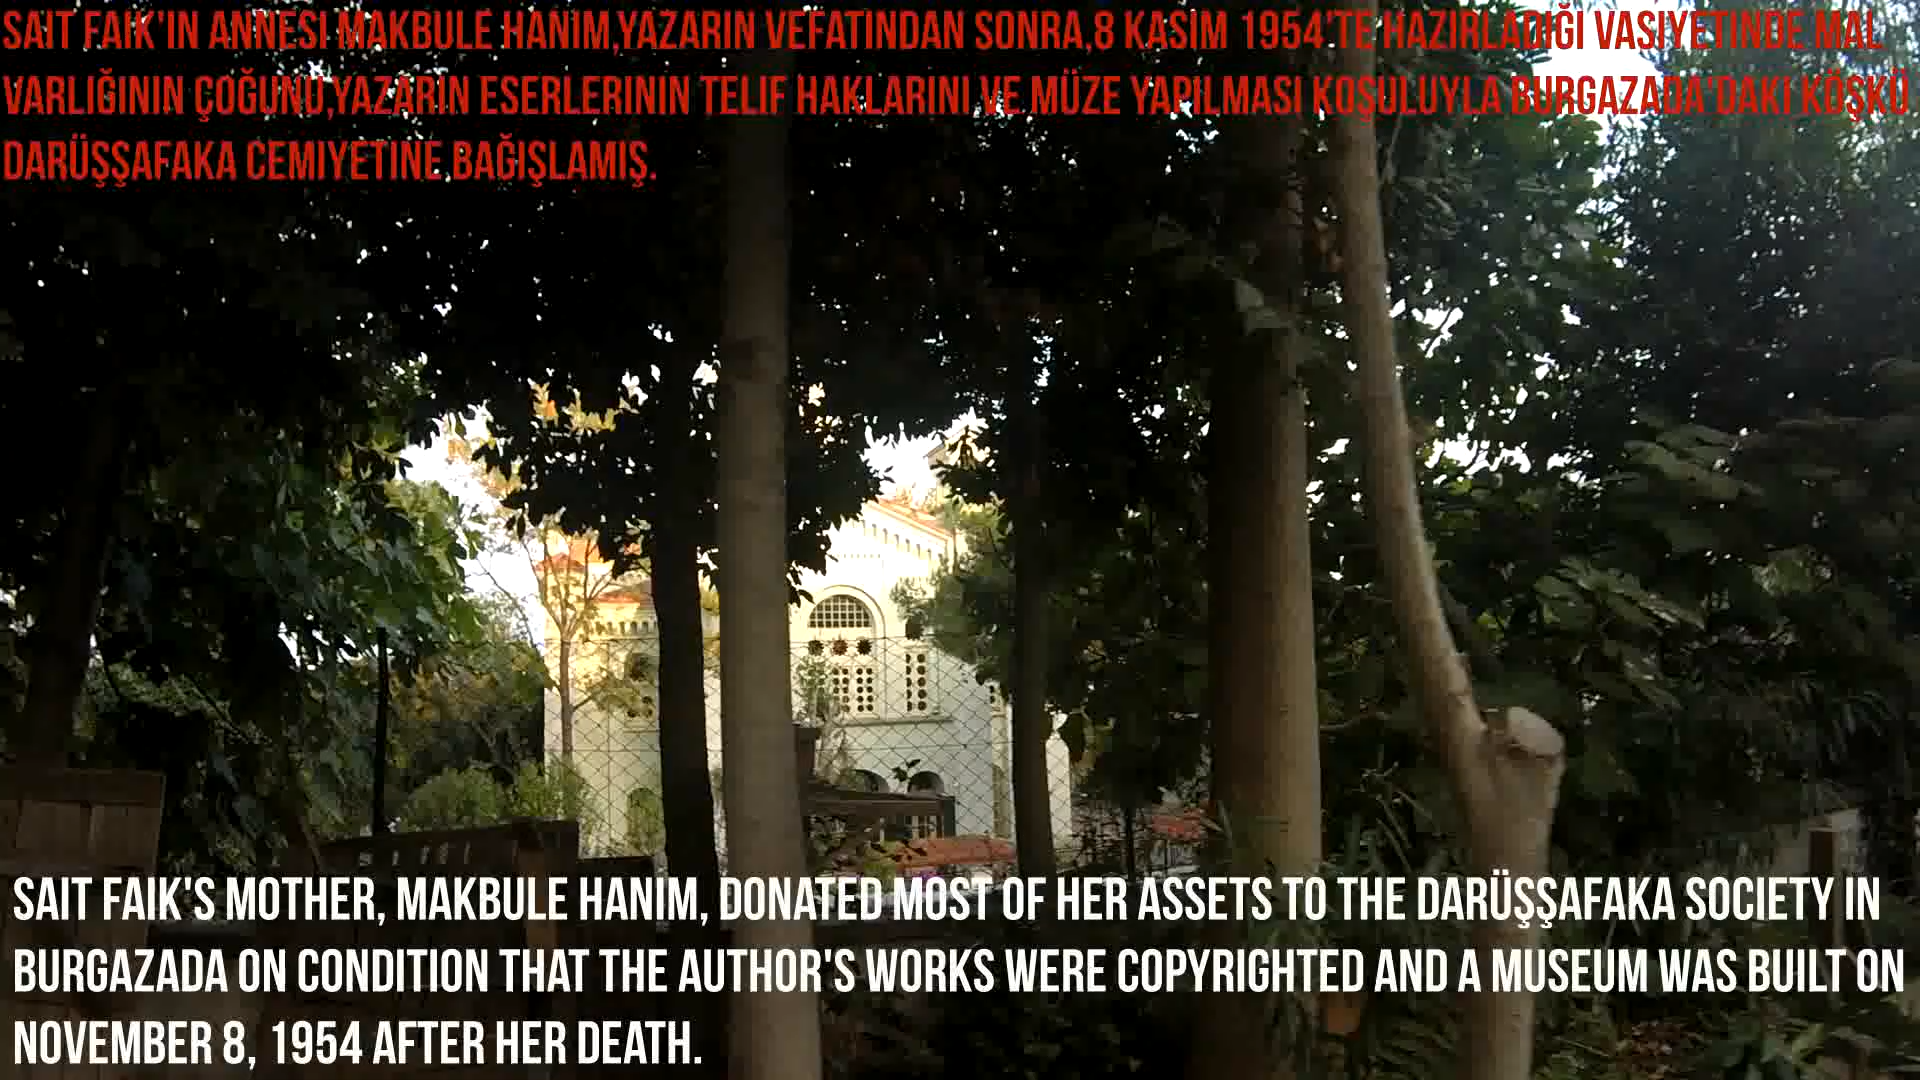 SAIT FAIK'IN ANNESI MAKBULE HANIM,YAZARIN VEFATINDAN SONRA,8 KASIM 1954'TE HAZIRLADIĞI VASIYETINDE MAL
VARLIĞININ ÇOĞUNU,YAZARIN ESERLERININ TELIF HAKLARINI VE MÜZE YAPILMASI KOŞULUYLA BURGAZADA'DAKI KÖŞKÜ
DARÜŞŞAFAKA CEMIYETINE BAĞIŞLAMIŞ.
SAIT FAIK'S MOTHER, MAKBULE HANIM, DONATED MOST OF HER ASSETS TO THE DARÜŞŞAFAKA SOCIETY IN
BURGAZADA ON CONDITION THAT THE AUTHOR'S WORKS WERE COPYRIGHTED AND A MUSEUM WAS BUILT ON
NOVEMBER 8, 1954 AFTER HER DEATH.